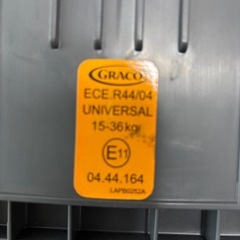 GRACO
ECE.R44/04
UNIVERSAL
15-36kg
E11
04.44.164
LAPB0252A